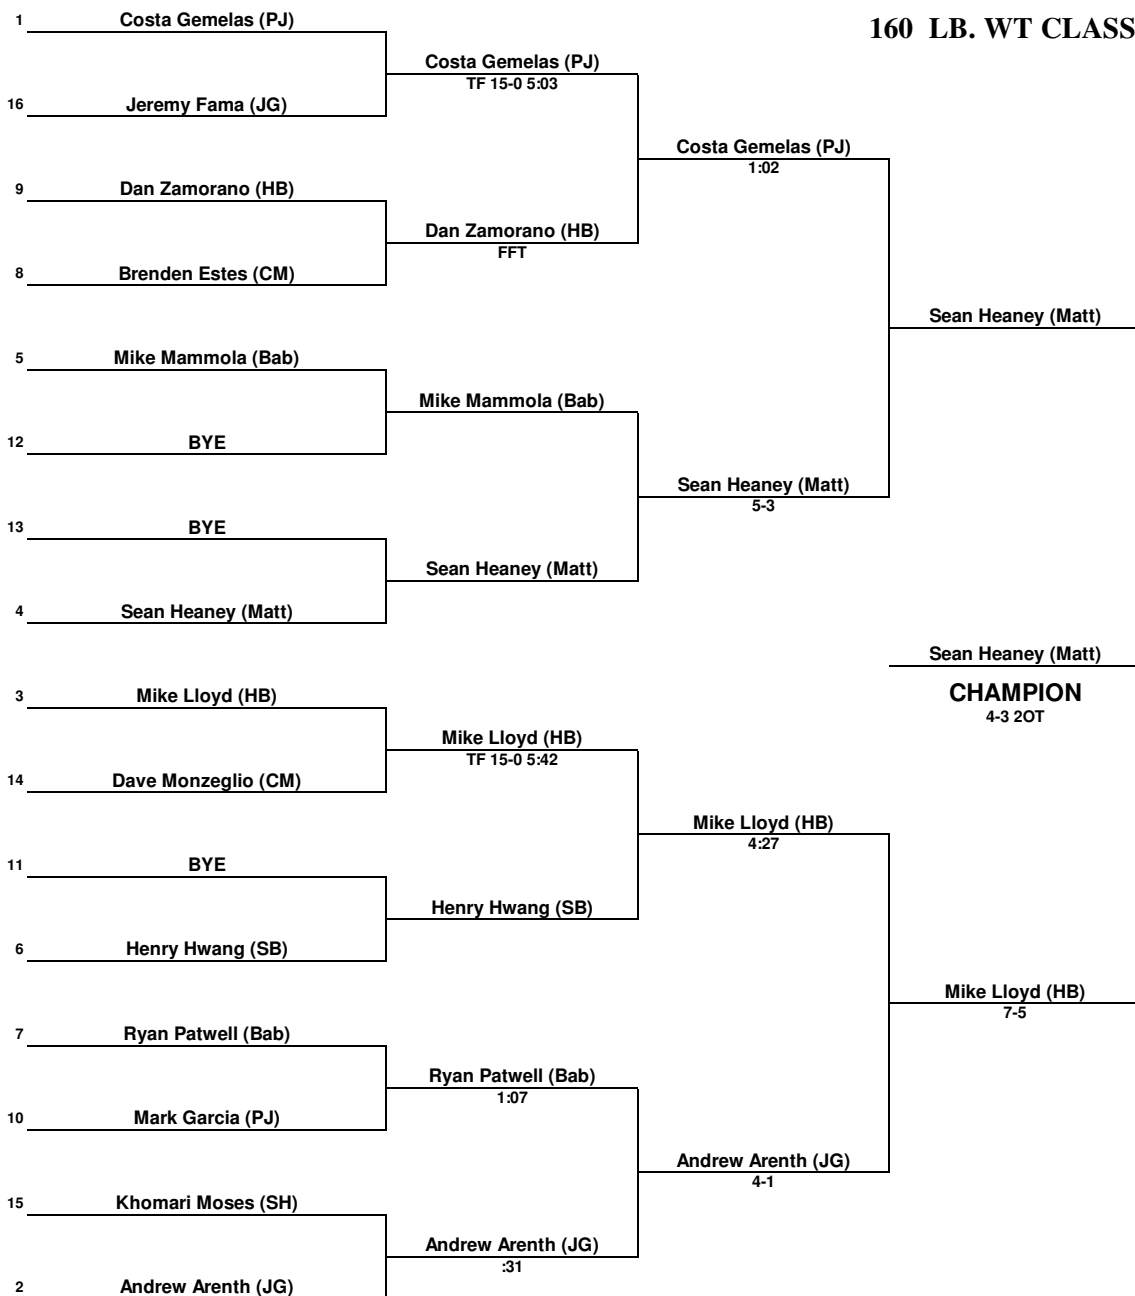 160 LB. WT CLASS
1 Costa Gemelas (PJ)
Costa Gemelas (PJ)
TF 15-0 5:03
16 Jeremy Fama (JG)
Costa Gemelas (PJ)
1:02
9 Dan Zamorano (HB)
Dan Zamorano (HB)
FFT
8 Brenden Estes (CM)
Sean Heaney (Matt)
5 Mike Mammola (Bab)
Mike Mammola (Bab)
12 BYE
Sean Heaney (Matt)
5-3
13 BYE
Sean Heaney (Matt)
4 Sean Heaney (Matt)
Sean Heaney (Matt)
CHAMPION
4-3 2OT
3 Mike Lloyd (HB)
Mike Lloyd (HB)
TF 15-0 5:42
14 Dave Monzeglio (CM)
Mike Lloyd (HB)
4:27
11 BYE
Henry Hwang (SB)
6 Henry Hwang (SB)
Mike Lloyd (HB)
7-5
7 Ryan Patwell (Bab)
Ryan Patwell (Bab)
1:07
10 Mark Garcia (PJ)
Andrew Arenth (JG)
4-1
15 Khomari Moses (SH)
Andrew Arenth (JG)
:31
2 Andrew Arenth (JG)